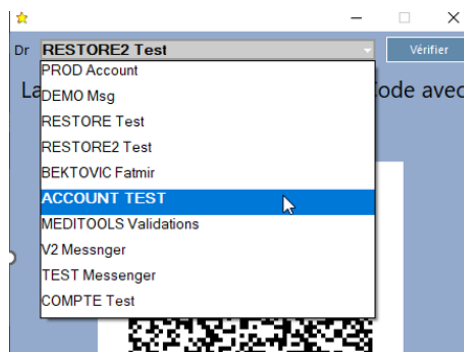 Dr RESTORE2 Test Vérifier
PROD Account
La ode avec
DEMO Msg
RESTORE Test
RESTORE2 Test
BEKTOVIC Fatmir
ACCOUNT TEST
MEDITOOLS Validations
V2 Messnger
TEST Messenger
COMPTE Test